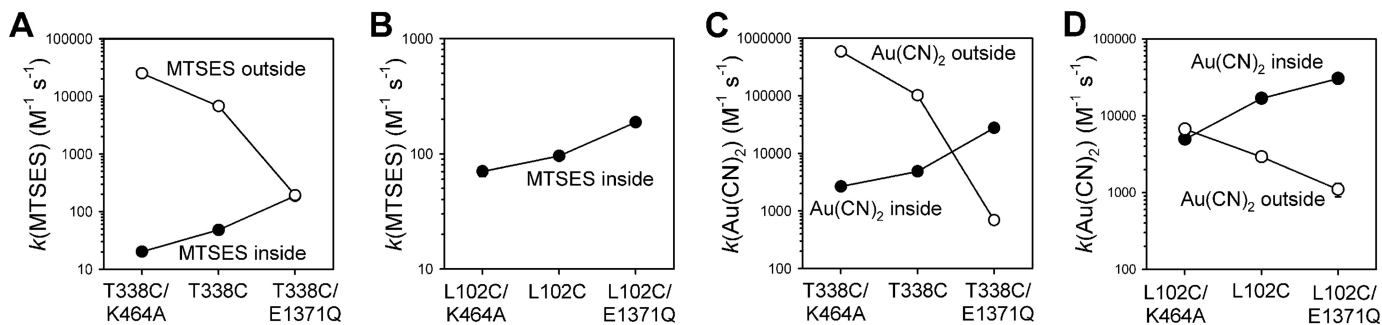 A
k(MTSES) (M⁻¹ s⁻¹)
100000
10000
1000
100
10
MTSES outside
MTSES inside
T338C/
K464A
T338C
T338C/
E1371Q
B
k(MTSES) (M⁻¹ s⁻¹)
1000
100
10
MTSES inside
L102C/
K464A
L102C
L102C/
E1371Q
C
k(Au(CN)₂) (M⁻¹ s⁻¹)
1000000
100000
10000
1000
100
Au(CN)₂ outside
Au(CN)₂ inside
T338C/
K464A
T338C
T338C/
E1371Q
D
k(Au(CN)₂) (M⁻¹ s⁻¹)
100000
10000
1000
100
Au(CN)₂ inside
Au(CN)₂ outside
L102C/
K464A
L102C
L102C/
E1371Q